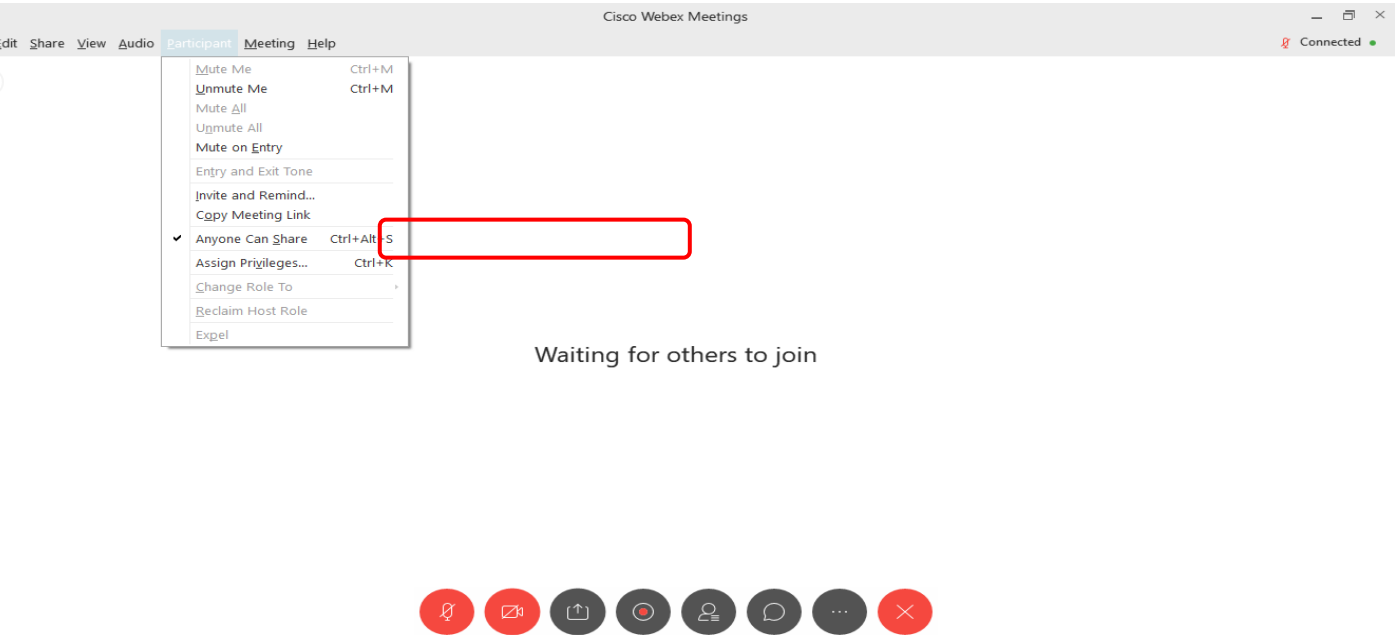 Cisco Webex Meetings
dit Share View Audio Participant Meeting Help
Connected
Mute Me Ctrl+M
Unmute Me Ctrl+M
Mute All
Unmute All
Mute on Entry
Entry and Exit Tone
Invite and Remind...
Copy Meeting Link
Anyone Can Share Ctrl+Alt+S
Assign Privileges... Ctrl+K
Change Role To
Reclaim Host Role
Expel
Waiting for others to join